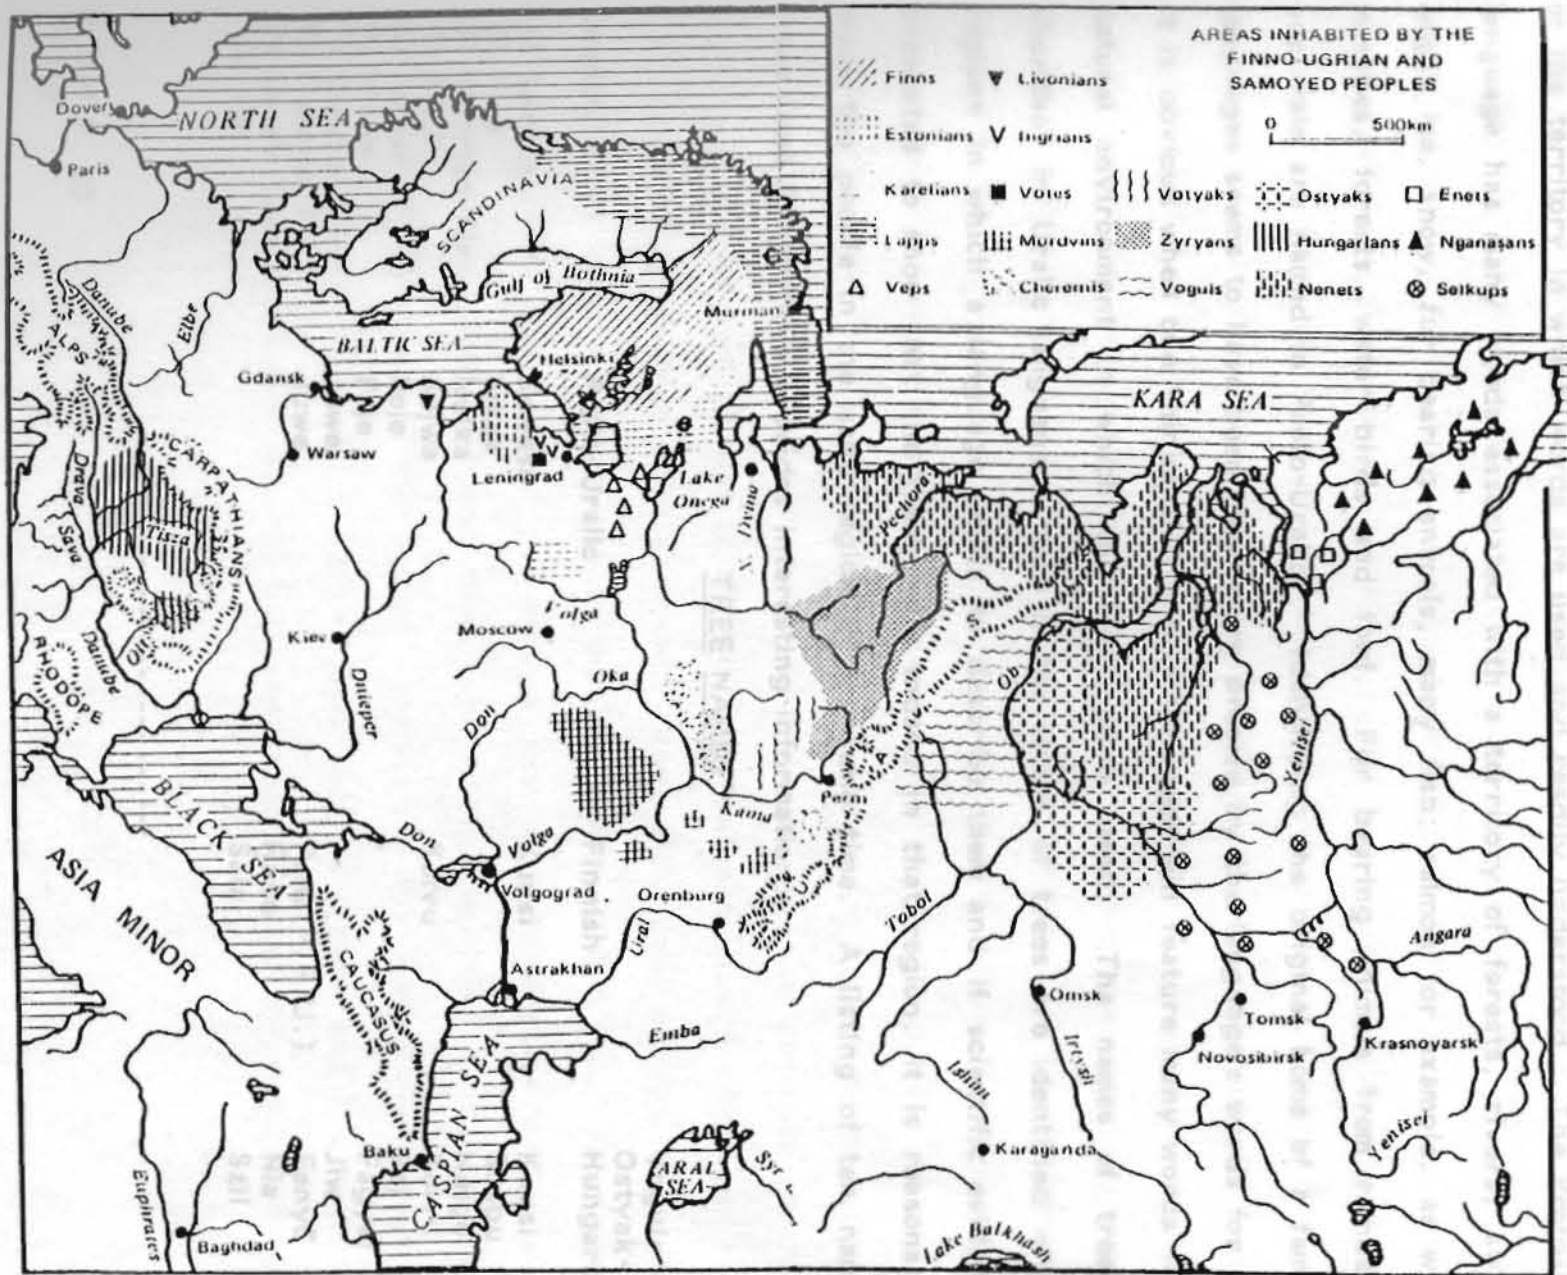 AREAS INHABITED BY THE
FINNO UGRIAN AND
SAMOYED PEOPLES
0 500km
Finns
Livonians
Estonians
Ingrians
Karelians
Votes
Votyaks
Ostyaks
Enets
Lapps
Mordvins
Zyryans
Hungarians
Nganasans
Veps
Cheremis
Voguls
Nenets
Selkups
Dover
NORTH SEA
Paris
SCANDINAVIA
Gulf of Bothnia
Murman
Danube
Elbe
ALPS
BALTIC SEA
Helsinki
Gdansk
KARA SEA
CARPATHIANS
Warsaw
Leningrad
Lake
Onega
N. Dvina
Pechora
Drava
Sava
Tisza
Volga
Moscow
Kiev
Olt
Danube
RHODOPE
Dnieper
Oka
Don
S
Ob
Yenisei
A
Perm
Kama
U
BLACK SEA
Don
Volga
Volgograd
Orenburg
Ural
Tobol
Angara
ASIA MINOR
CAUCASUS
Astrakhan
Omsk
Tomsk
Krasnoyarsk
Novosibirsk
Emba
Ishim
Irtysh
CASPIAN SEA
Baku
Karaganda
Yenisei
ARAL
SEA
Syr
Euphrates
Baghdad
Lake Balkhash